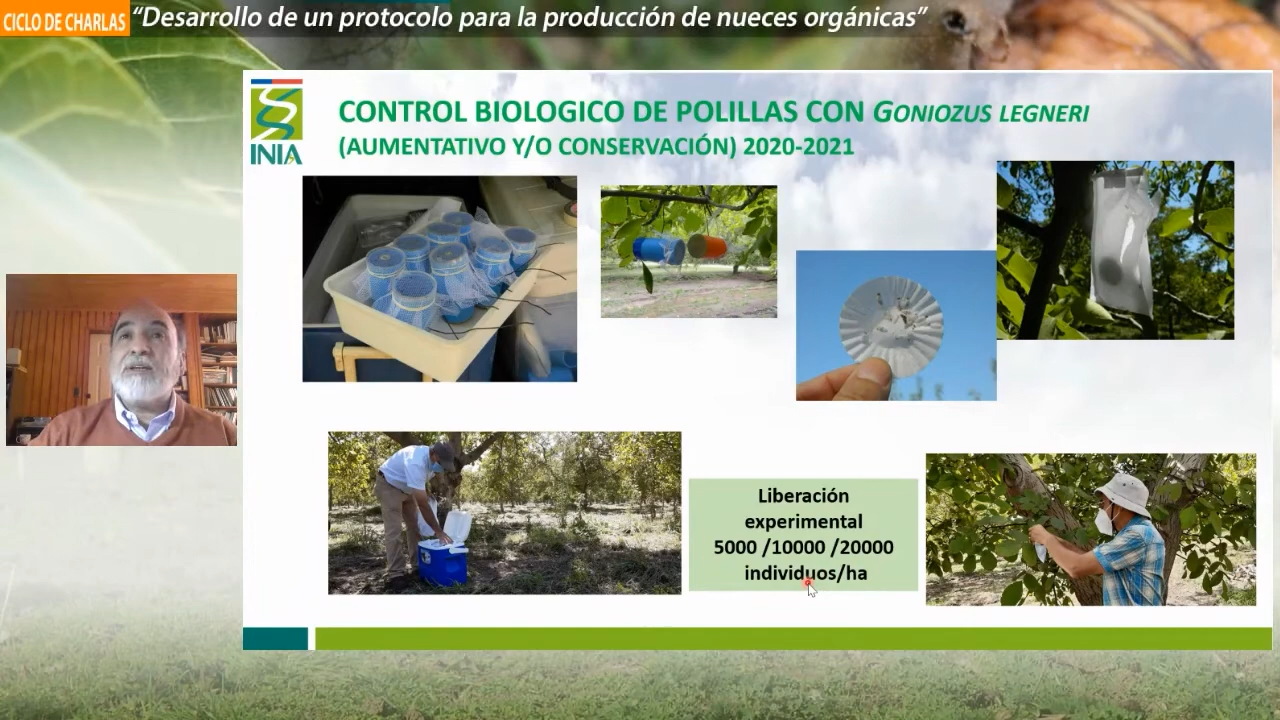 CICLO DE CHARLAS
“Desarrollo de un protocolo para la producción de nueces orgánicas”
INIA
CONTROL BIOLOGICO DE POLILLAS CON GONIOZUS LEGNERI
(AUMENTATIVO Y/O CONSERVACIÓN) 2020-2021
Liberación
experimental
5000 /10000 /20000
individuos/ha